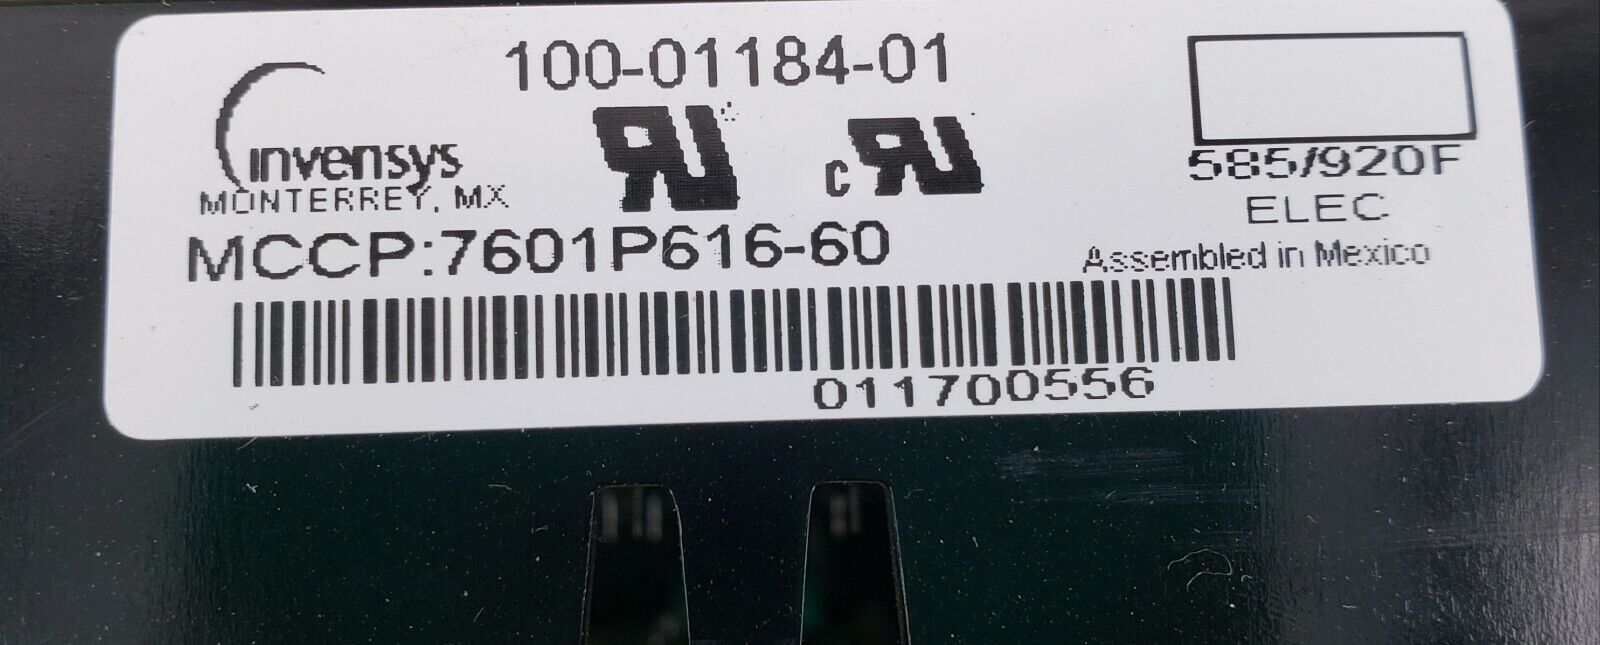 100-01184-01
invensys
MONTERREY, MX
c
585/920F
ELEC
MCCP:7601P616-60
Assembled in Mexico
011700556